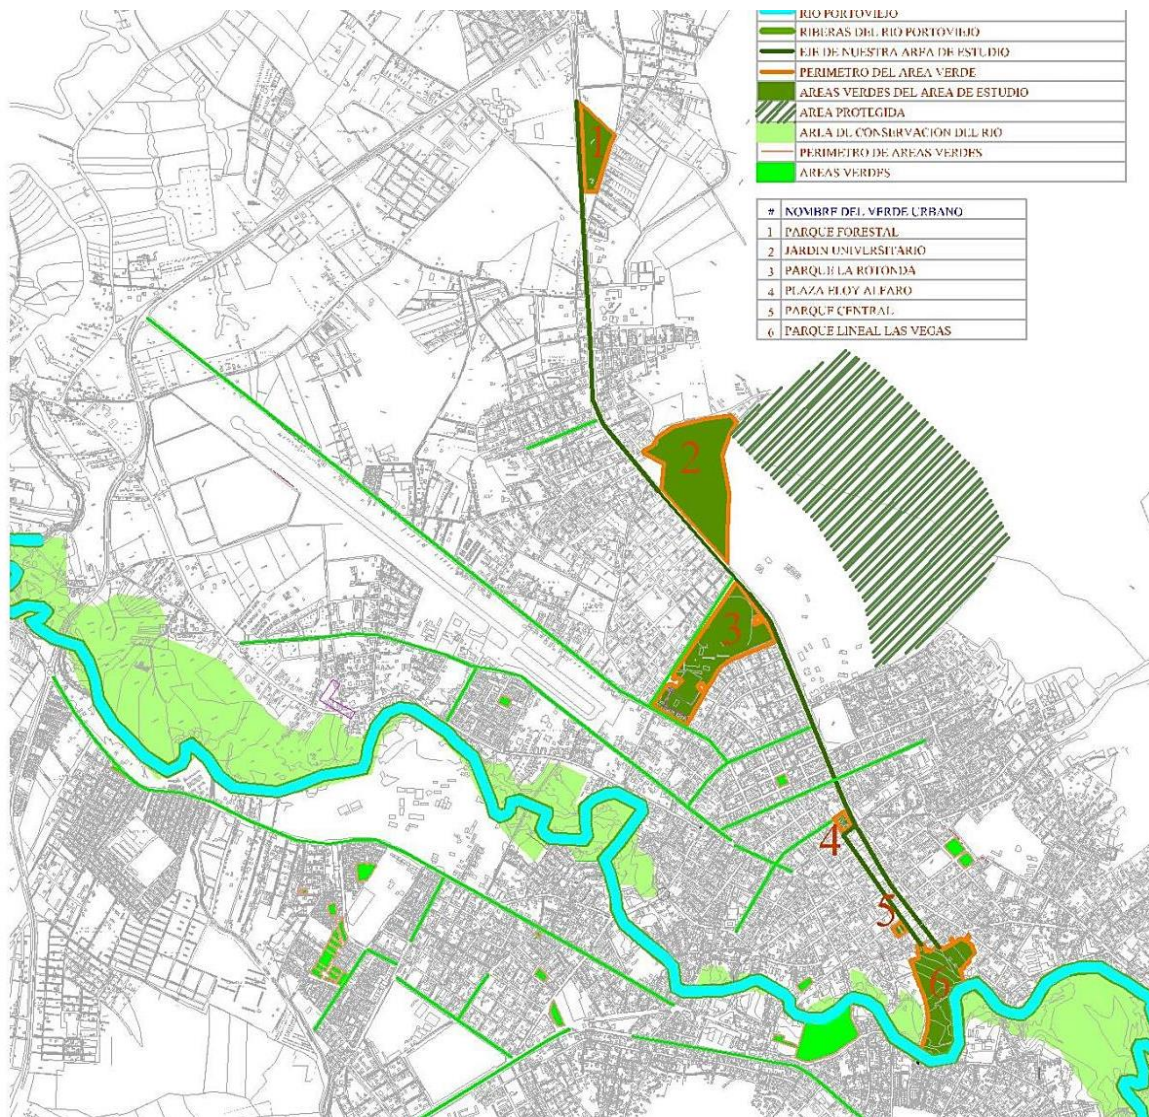 RIO PORTOVIEJO
RIBERAS DEL RIO PORTOVIEJO
EJE DE NUESTRA AREA DE ESTUDIO
PERIMETRO DEL AREA VERDE
AREAS VERDES DEL AREA DE ESTUDIO
AREA PROTEGIDA
AREA DE CONSERVACION DEL RIO
PERIMETRO DE AREAS VERDES
AREAS VERDES
# NOMBRE DEL VERDE URBANO
1 PARQUE FORESTAL
2 JARDIN UNIVERSITARIO
3 PARQUE LA ROTONDA
4 PLAZA ELOY ALFARO
5 PARQUE CENTRAL
6 PARQUE LINEAL LAS VEGAS
1
2
3
4
5
6